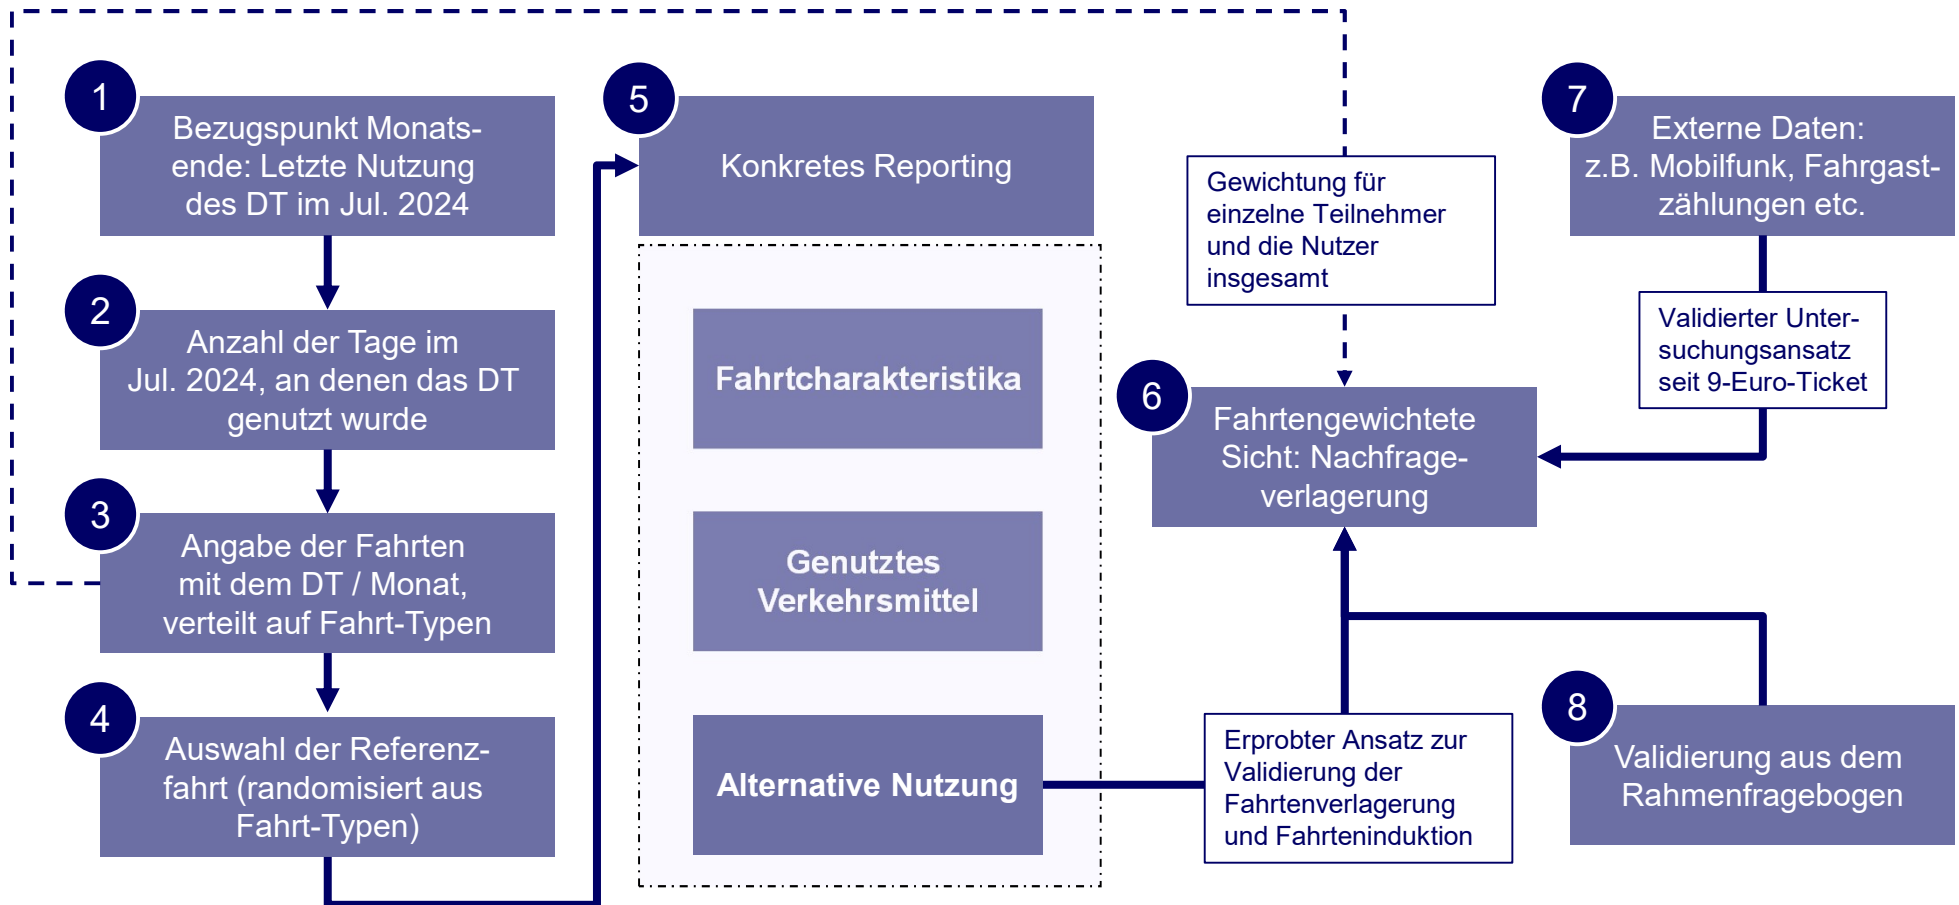 1
Bezugspunkt Monats-
ende: Letzte Nutzung
des DT im Jul. 2024
2
Anzahl der Tage im
Jul. 2024, an denen das DT
genutzt wurde
3
Angabe der Fahrten
mit dem DT / Monat,
verteilt auf Fahrt-Typen
4
Auswahl der Referenz-
fahrt (randomisiert aus
Fahrt-Typen)
5
Konkretes Reporting
Fahrtcharakteristika
Genutztes
Verkehrsmittel
Alternative Nutzung
Gewichtung für
einzelne Teilnehmer
und die Nutzer
insgesamt
6
Fahrtengewichtete
Sicht: Nachfrage-
verlagerung
Erprobter Ansatz zur
Validierung der
Fahrtenverlagerung
und Fahrteninduktion
7
Externe Daten:
z.B. Mobilfunk, Fahrgast-
zählungen etc.
Validierter Unter-
suchungsansatz
seit 9-Euro-Ticket
8
Validierung aus dem
Rahmenfragebogen